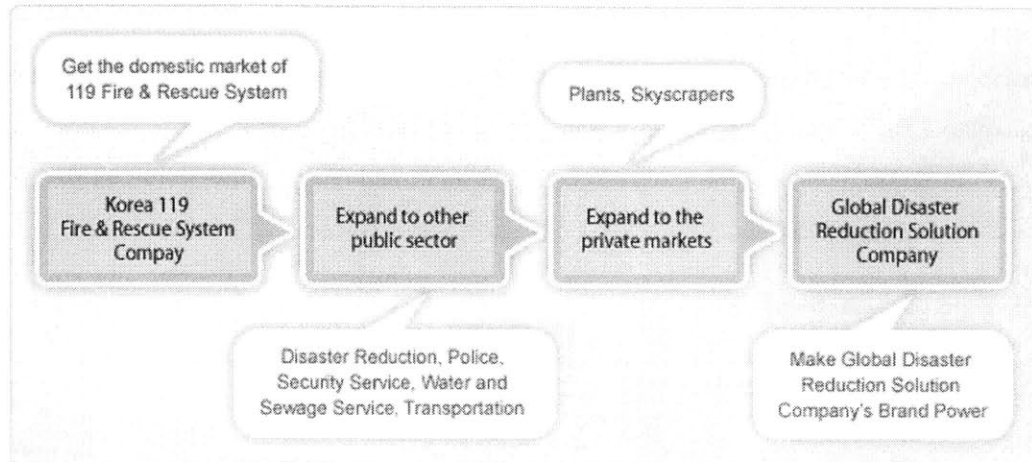 Get the domestic market of
119 Fire & Rescue System
Plants, Skyscrapers
Korea 119
Fire & Rescue System
Compay
Expand to other
public sector
Expand to the
private markets
Global Disaster
Reduction Solution
Company
Disaster Reduction, Police,
Security Service, Water and
Sewage Service, Transportation
Make Global Disaster
Reduction Solution
Company's Brand Power